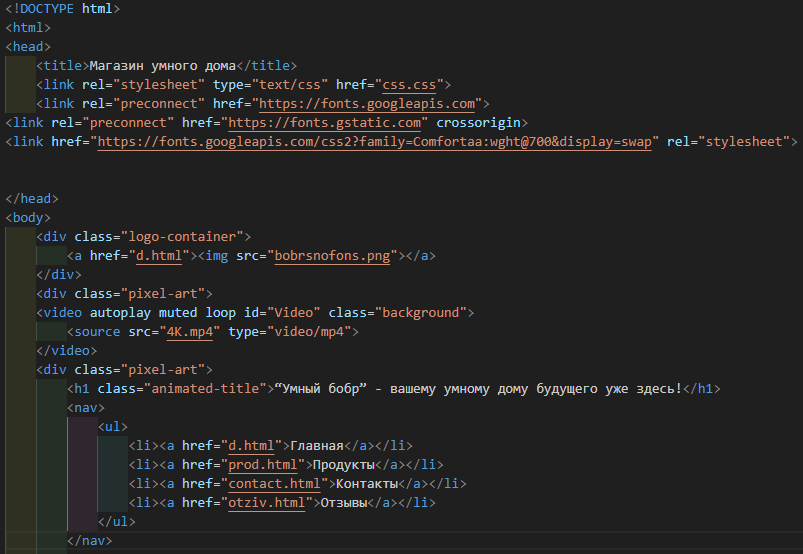 <!DOCTYPE html>
<html>
<head>
    <title>Магазин умного дома</title>
    <link rel="stylesheet" type="text/css" href="css.css">
    <link rel="preconnect" href="https://fonts.googleapis.com">
<link rel="preconnect" href="https://fonts.gstatic.com" crossorigin>
<link href="https://fonts.googleapis.com/css2?family=Comfortaa:wght@700&display=swap" rel="stylesheet">
</head>
<body>
    <div class="logo-container">
        <a href="d.html"><img src="bobrsnofons.png"></a>
    </div>
    <div class="pixel-art">
    <video autoplay muted loop id="Video" class="background">
        <source src="4K.mp4" type="video/mp4">
    </video>
    <div class="pixel-art">
        <h1 class="animated-title">“Умный бобр” - вашему умному дому будущего уже здесь!</h1>
        <nav>
            <ul>
                <li><a href="d.html">Главная</a></li>
                <li><a href="prod.html">Продукты</a></li>
                <li><a href="contact.html">Контакты</a></li>
                <li><a href="otziv.html">Отзывы</a></li>
            </ul>
        </nav>